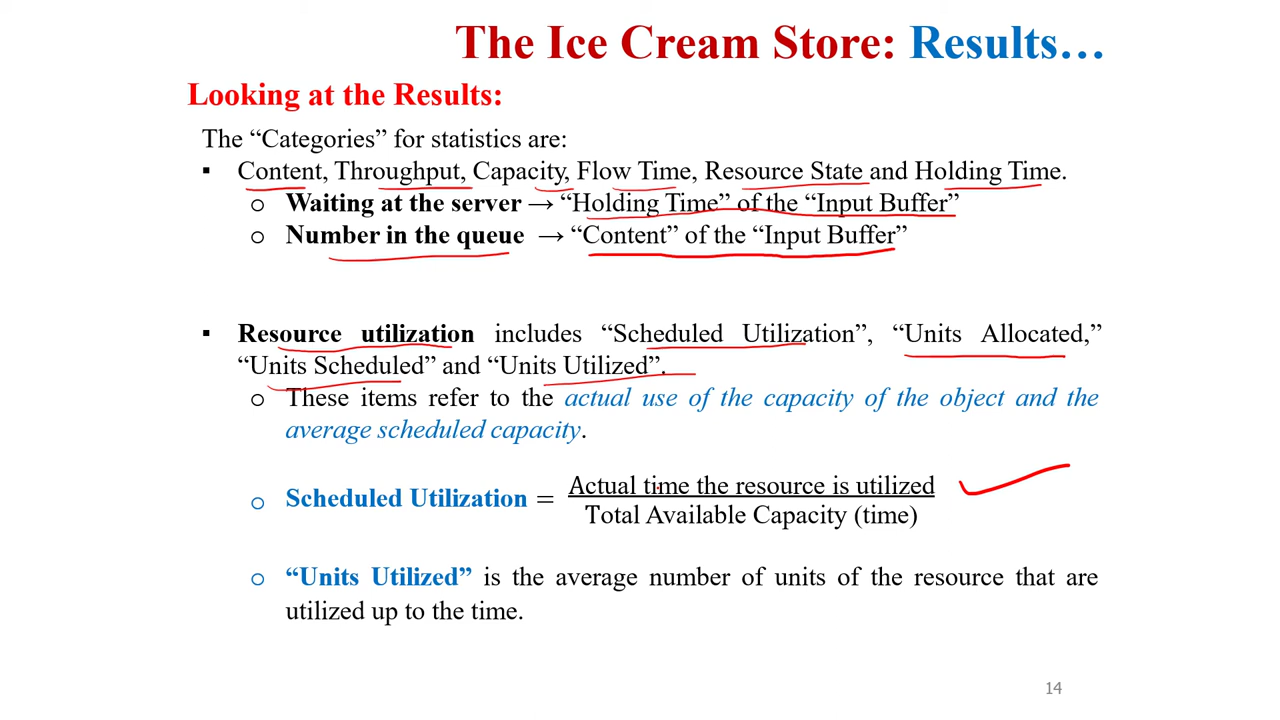 The Ice Cream Store: Results…
Looking at the Results:
The “Categories” for statistics are:
▪ Content, Throughput, Capacity, Flow Time, Resource State and Holding Time.
o Waiting at the server → “Holding Time” of the “Input Buffer”
o Number in the queue → “Content” of the “Input Buffer”
▪ Resource utilization includes “Scheduled Utilization”, “Units Allocated,”
“Units Scheduled” and “Units Utilized”.
o These items refer to the actual use of the capacity of the object and the
average scheduled capacity.
o Scheduled Utilization = Actual time the resource is utilized
Total Available Capacity (time)
o “Units Utilized” is the average number of units of the resource that are
utilized up to the time.
14